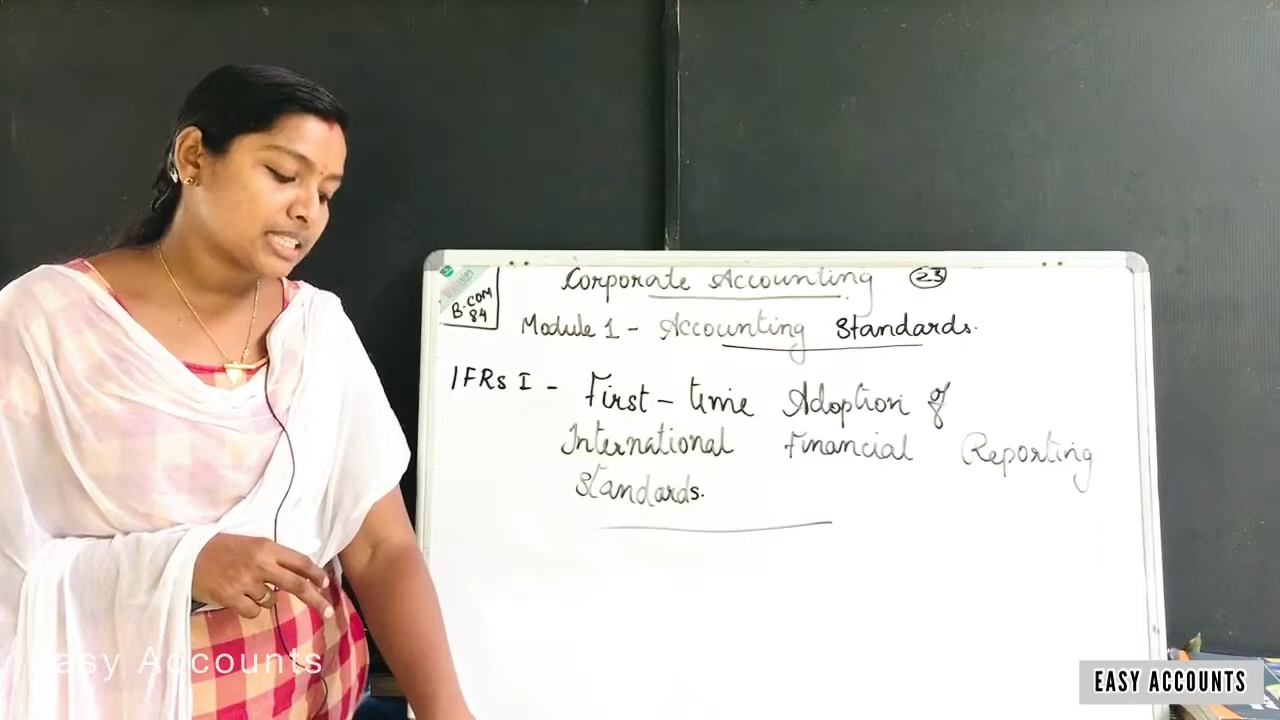 Corporate Accounting 23
B.COM
84
Module 1 - Accounting Standards.
IFRs I - First-time Adoption of
International Financial Reporting
Standards.
Easy Accounts
EASY ACCOUNTS